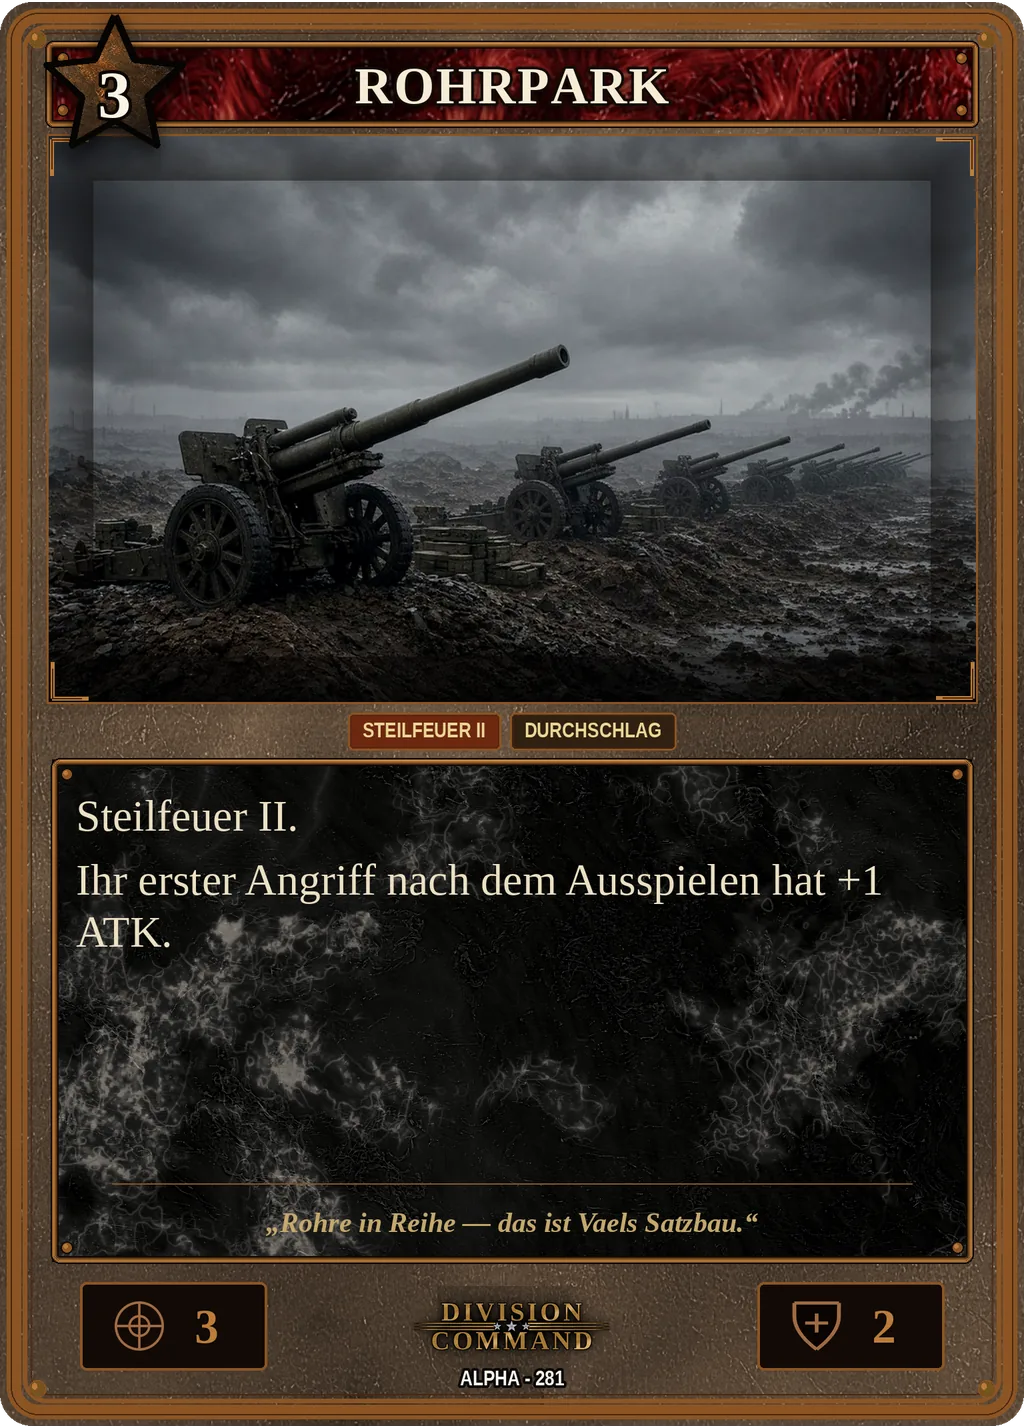 3
ROHRPARK
STEILFEUER II
DURCHSCHLAG
Steilfeuer II.
Ihr erster Angriff nach dem Ausspielen hat +1
ATK.
„Rohre in Reihe — das ist Vaels Satzbau.“
3
DIVISION
COMMAND
2
ALPHA - 281